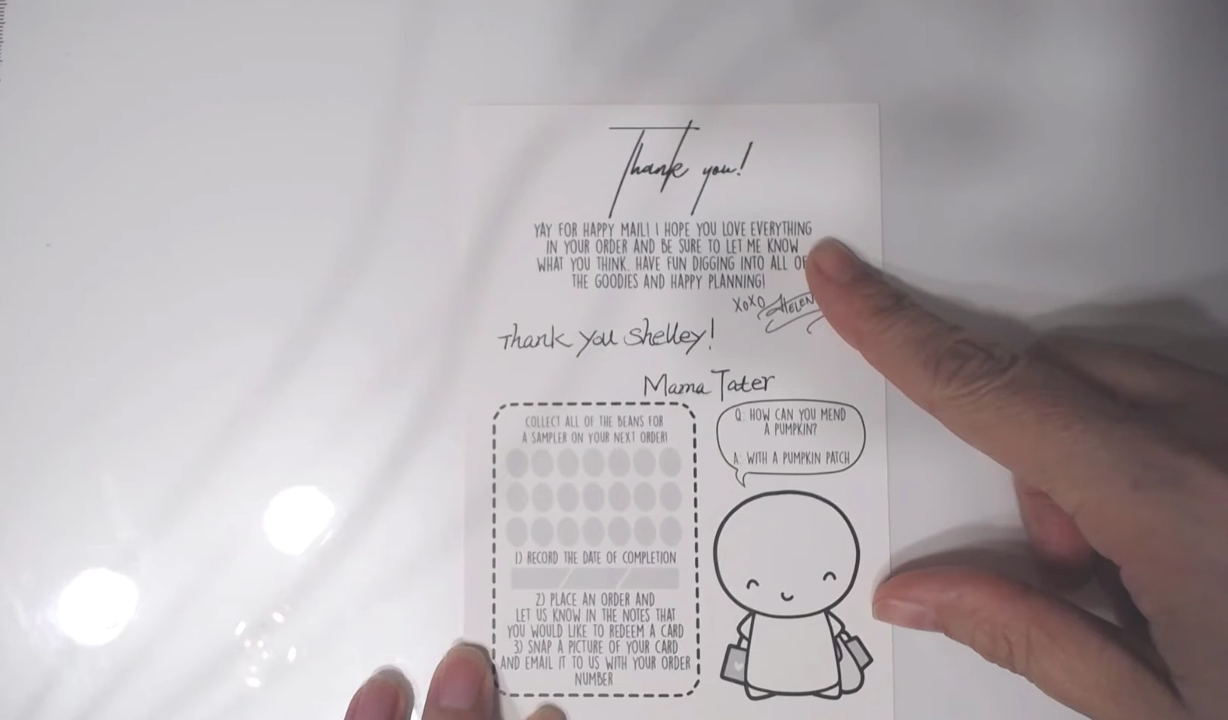 Thank you!
YAY FOR HAPPY MAIL! I HOPE YOU LOVE EVERYTHING
IN YOUR ORDER AND BE SURE TO LET ME KNOW
WHAT YOU THINK. HAVE FUN DIGGING INTO ALL OF
THE GOODIES AND HAPPY PLANNING!
XOXO HELEN
Thank you Shelley!
Mama Tater
COLLECT ALL OF THE BEANS FOR
A SAMPLER ON YOUR NEXT ORDER!
1) RECORD THE DATE OF COMPLETION
2) PLACE AN ORDER AND
LET US KNOW IN THE NOTES THAT
YOU WOULD LIKE TO REDEEM A CARD
3) SNAP A PICTURE OF YOUR CARD
AND EMAIL IT TO US WITH YOUR ORDER
NUMBER
Q: HOW CAN YOU MEND
A PUMPKIN?
A: WITH A PUMPKIN PATCH